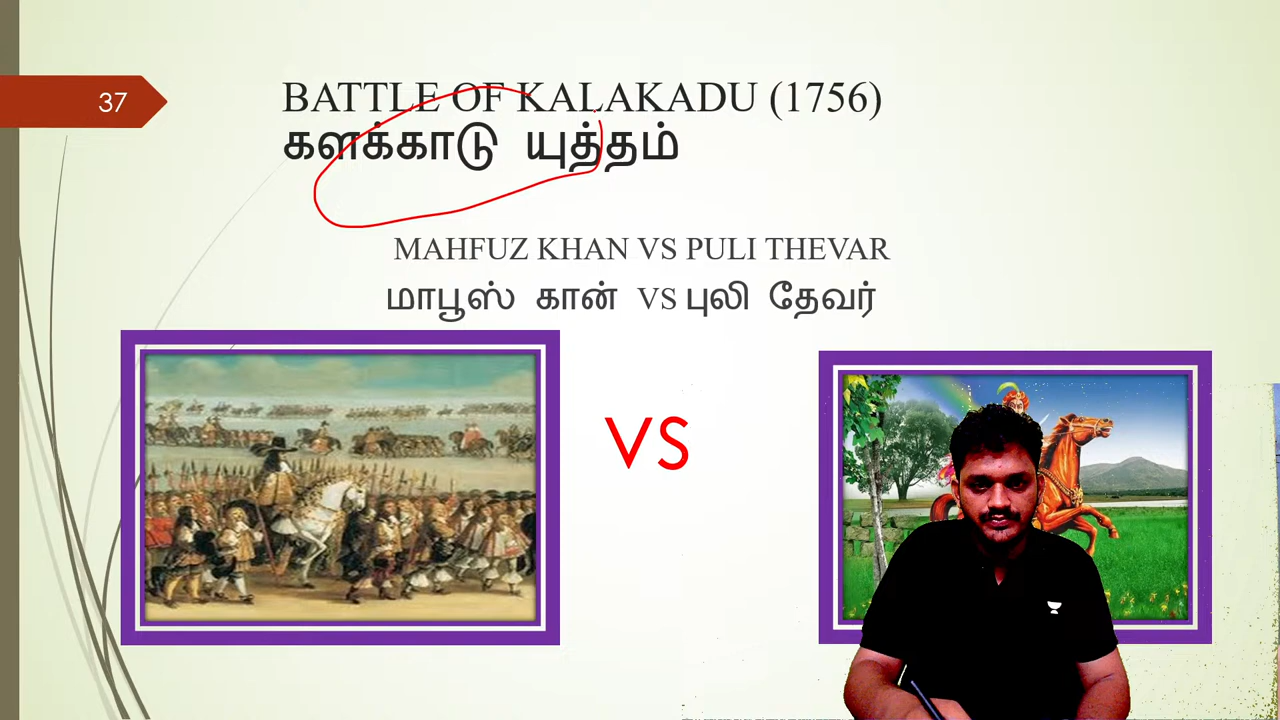 37
BATTLE OF KALAKADU (1756)
களக்காடு யுத்தம்
MAHFUZ KHAN VS PULI THEVAR
மாபூஸ் கான் VS புலி தேவர்
VS